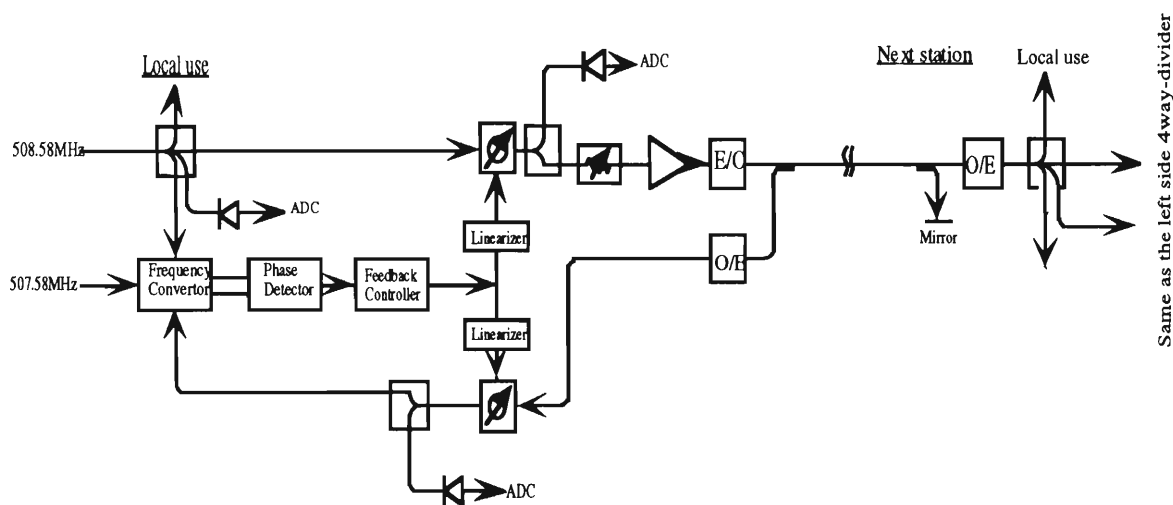 Local use
508.58MHz
ADC
ADC
Next station
Local use
E/O
O/E
Same as the left side 4way-divider
Linearizer
O/E
Mirror
507.58MHz
Frequency
Convertor
Phase
Detector
Feedback
Controller
Linearizer
ADC